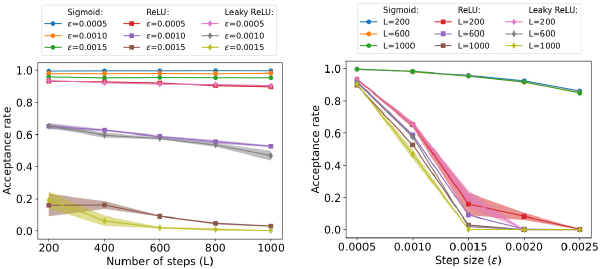 Sigmoid: ReLU: Leaky ReLU:
ε=0.0005 ε=0.0005 ε=0.0005
ε=0.0010 ε=0.0010 ε=0.0010
ε=0.0015 ε=0.0015 ε=0.0015
1.0
0.8
0.6
0.4
0.2
0.0
Acceptance rate
200 400 600 800 1000
Number of steps (L)
Sigmoid: ReLU: Leaky ReLU:
L=200 L=200 L=200
L=600 L=600 L=600
L=1000 L=1000 L=1000
1.0
0.8
0.6
0.4
0.2
0.0
Acceptance rate
0.0005 0.0010 0.0015 0.0020 0.0025
Step size (ε)